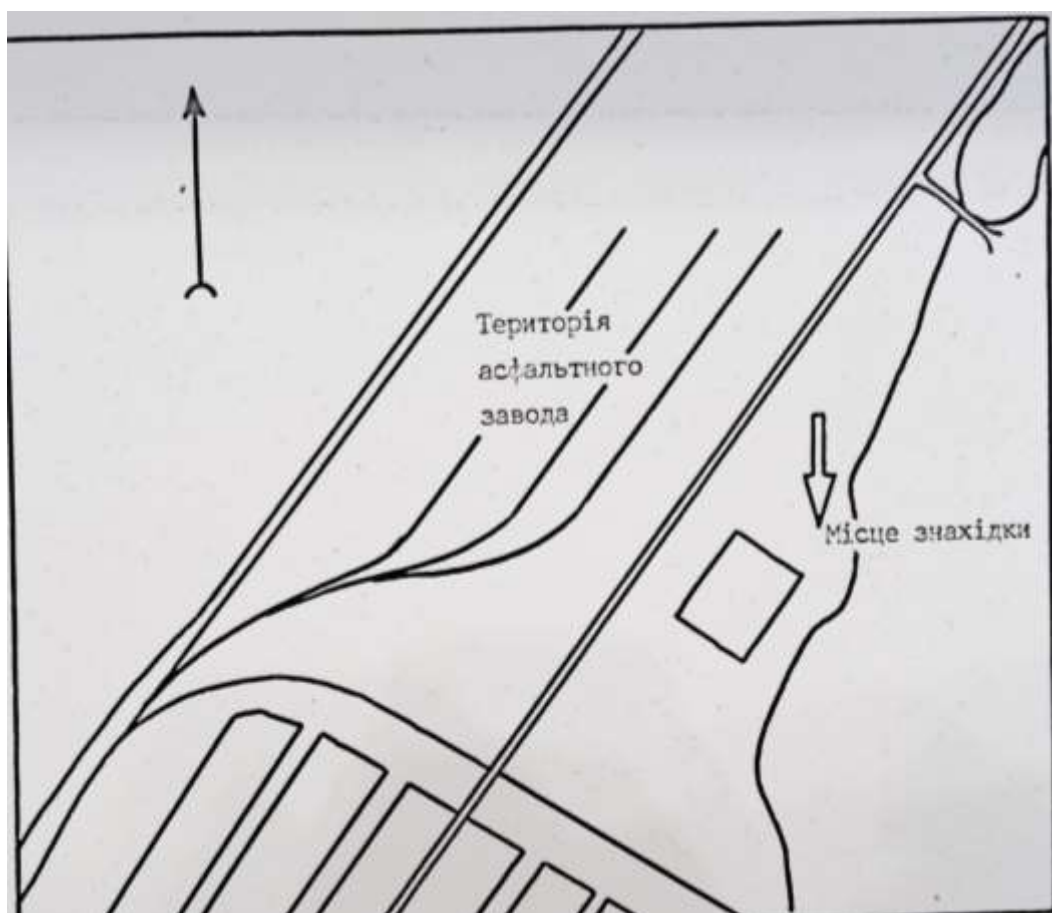 Територія
асфальтного
завода
Місце знахідки